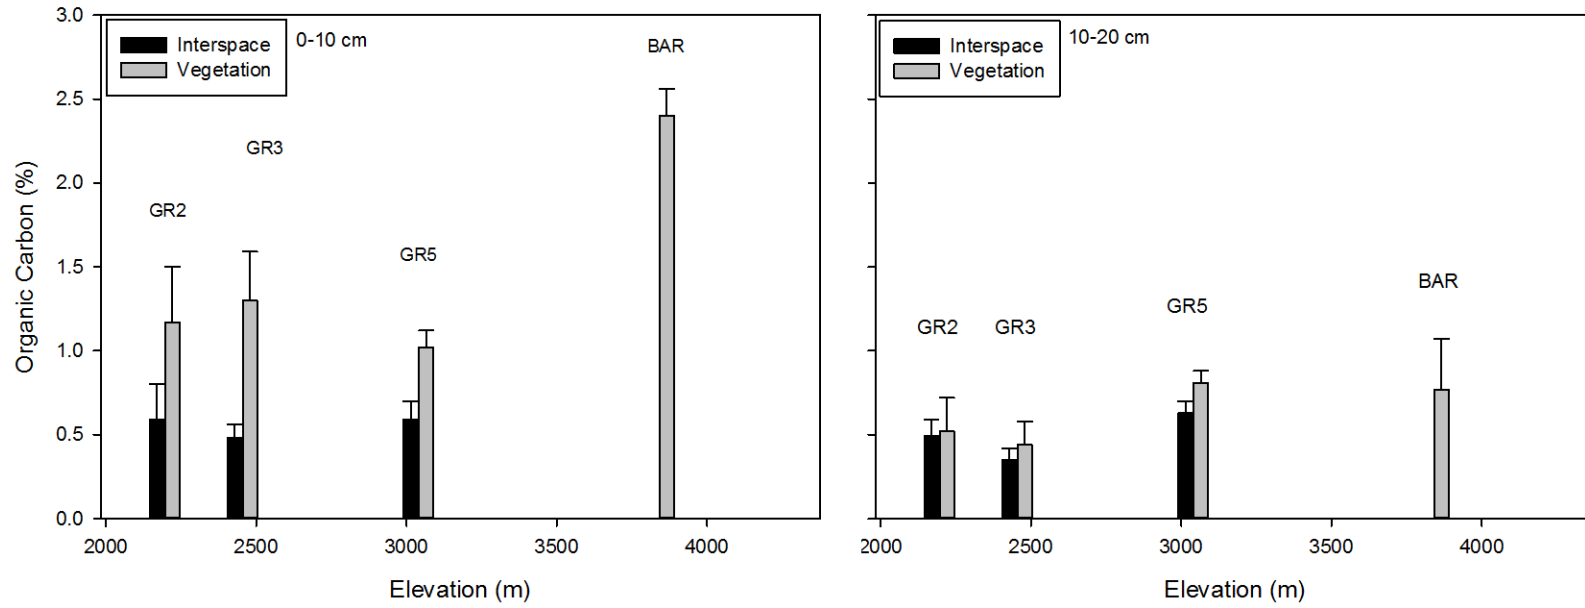 3.0
2.5
2.0
1.5
1.0
0.5
0.0
Organic Carbon (%)
Interspace
Vegetation
0-10 cm
GR2
GR3
GR5
BAR
2000 2500 3000 3500 4000
Elevation (m)
Interspace
Vegetation
10-20 cm
GR2
GR3
GR5
BAR
2000 2500 3000 3500 4000
Elevation (m)